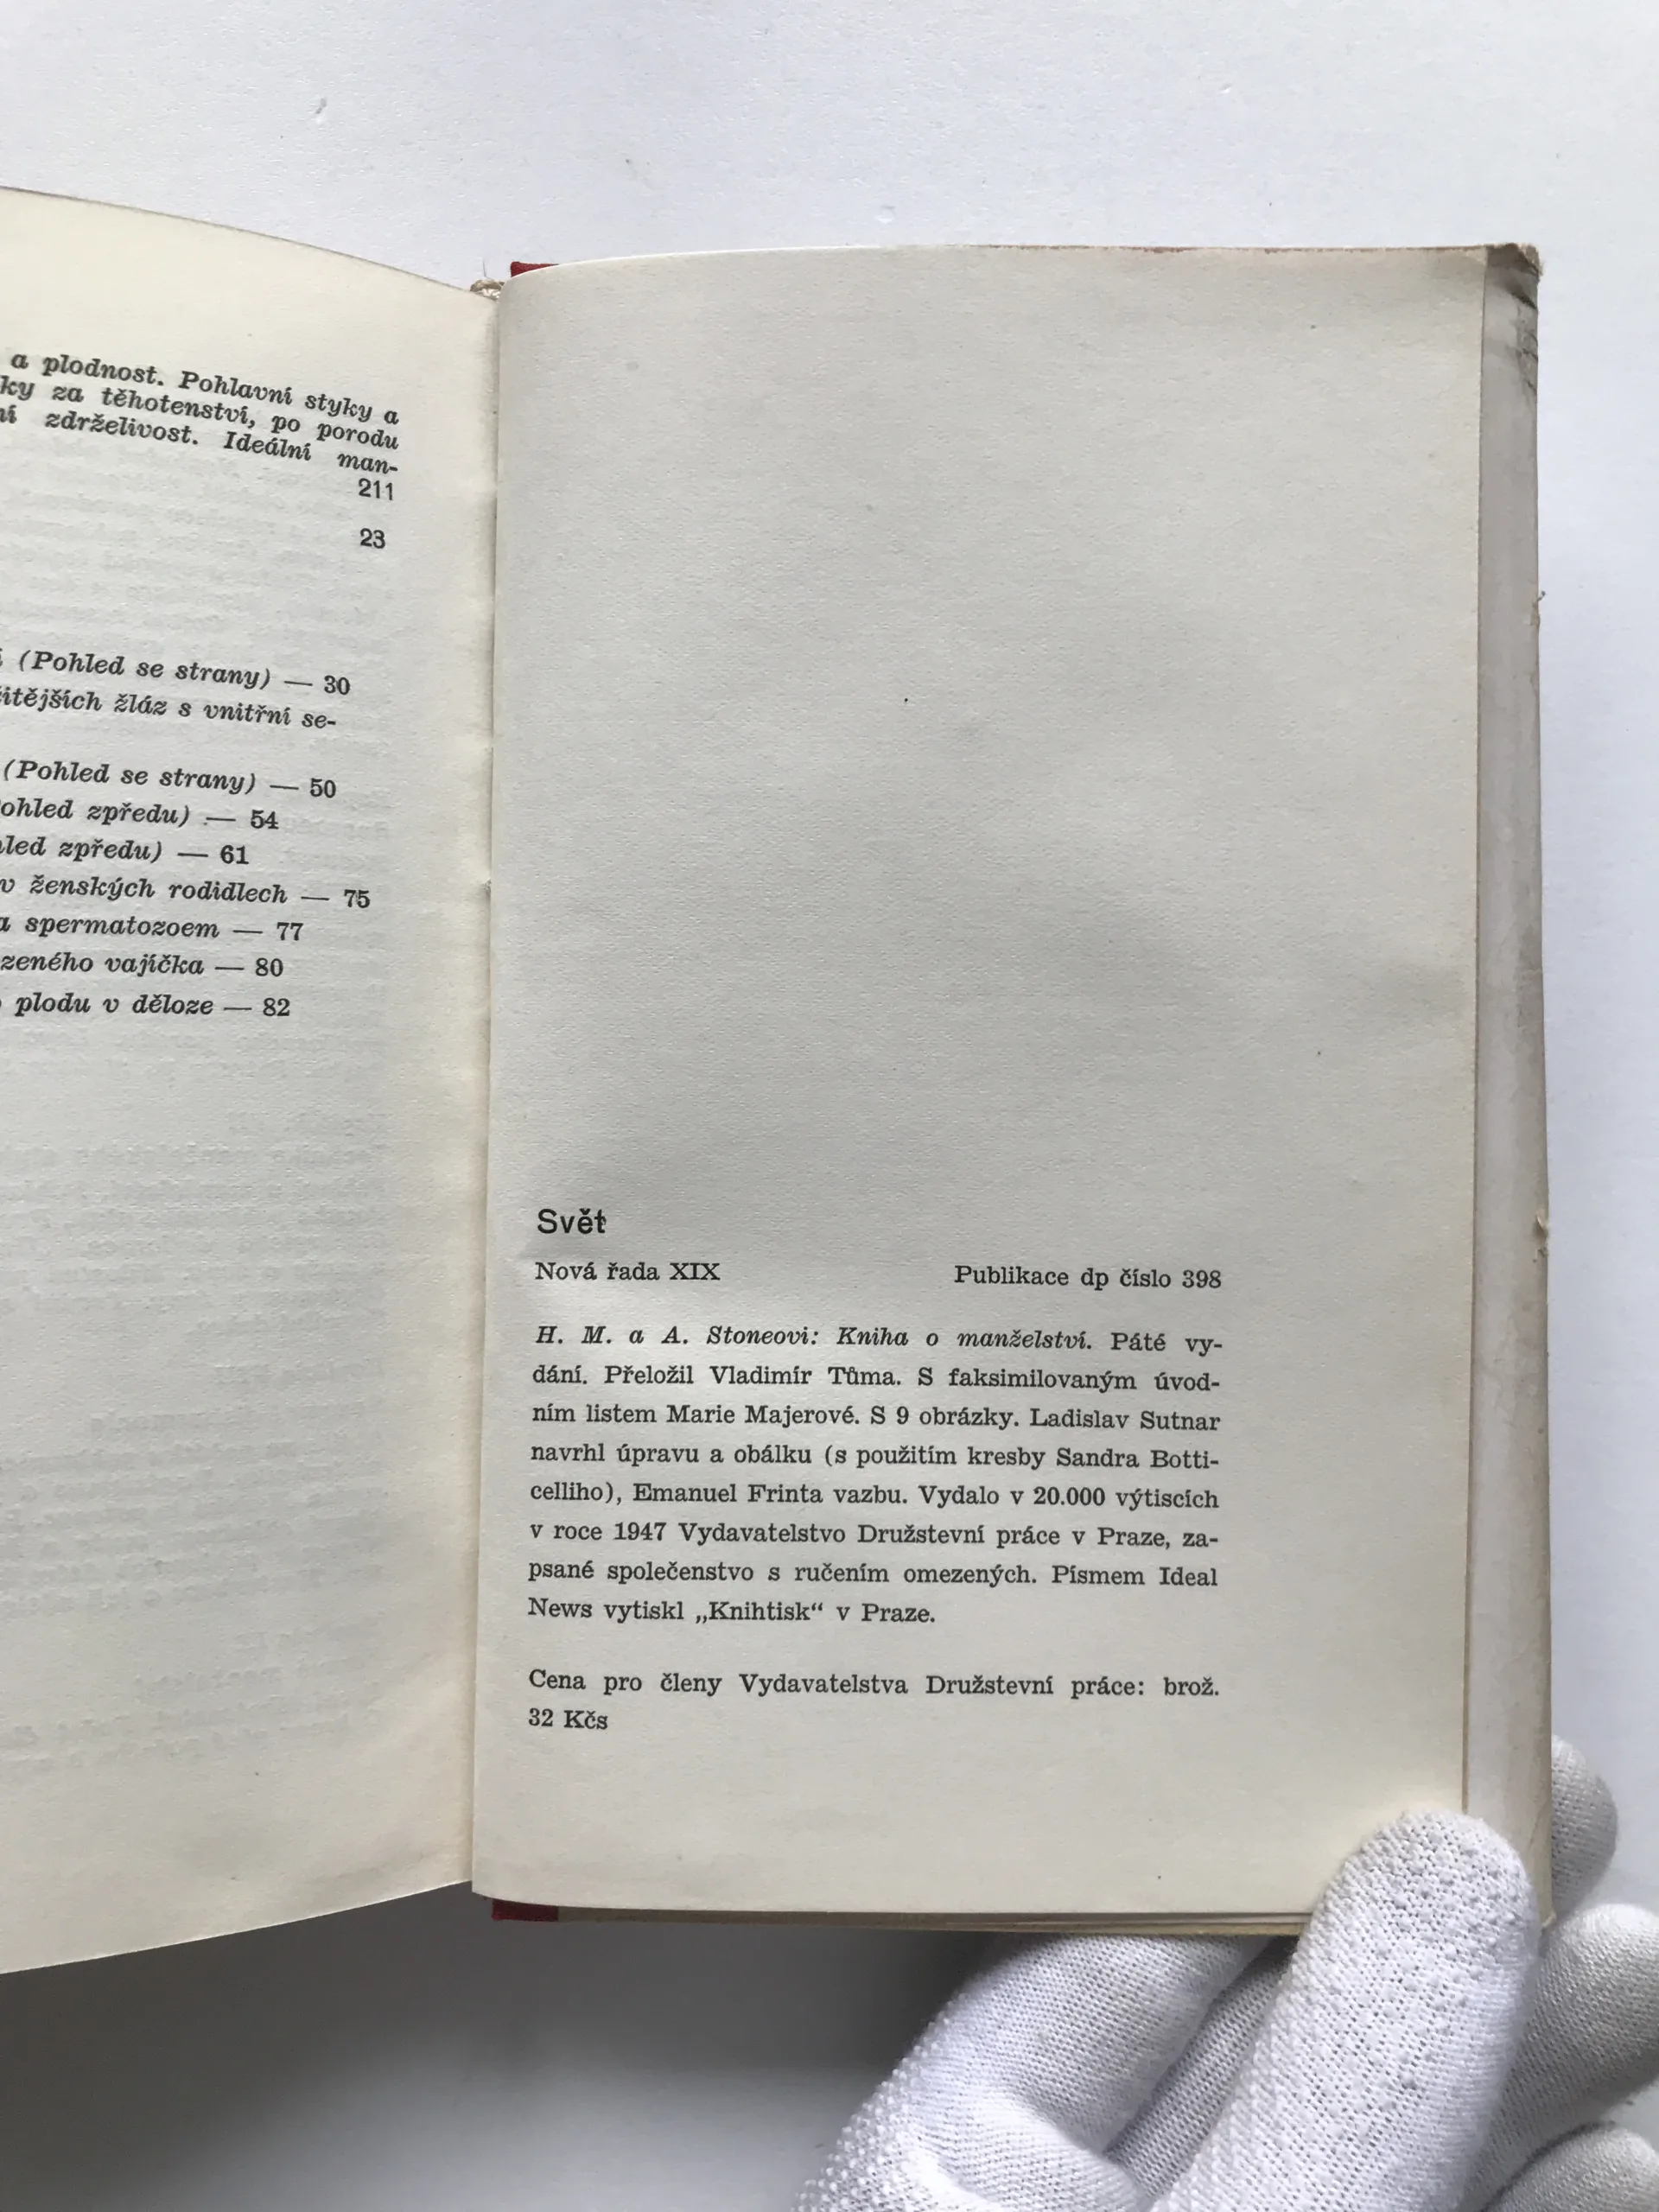 a plodnost. Pohlavní styky a
ky za těhotenství, po porodu
ní zdrželivost. Ideální man-
211
23
(Pohled se strany) — 30
itějších žláz s vnitřní se-
(Pohled se strany) — 50
ohled zpředu) — 54
led zpředu) — 61
v ženských rodidlech — 75
a spermatozoem — 77
zeného vajíčka — 80
plodu v děloze — 82
Svět
Nová řada XIX Publikace dp číslo 398
H. M. a A. Stoneovi: Kniha o manželství. Páté vy-
dání. Přeložil Vladimír Tůma. S faksimilovaným úvod-
ním listem Marie Majerové. S 9 obrázky. Ladislav Sutnar
navrhl úpravu a obálku (s použitím kresby Sandra Botti-
celliho), Emanuel Frinta vazbu. Vydalo v 20.000 výtiscích
v roce 1947 Vydavatelstvo Družstevní práce v Praze, za-
psané společenstvo s ručením omezených. Písmem Ideal
News vytiskl „Knihtisk“ v Praze.
Cena pro členy Vydavatelstva Družstevní práce: brož.
32 Kčs